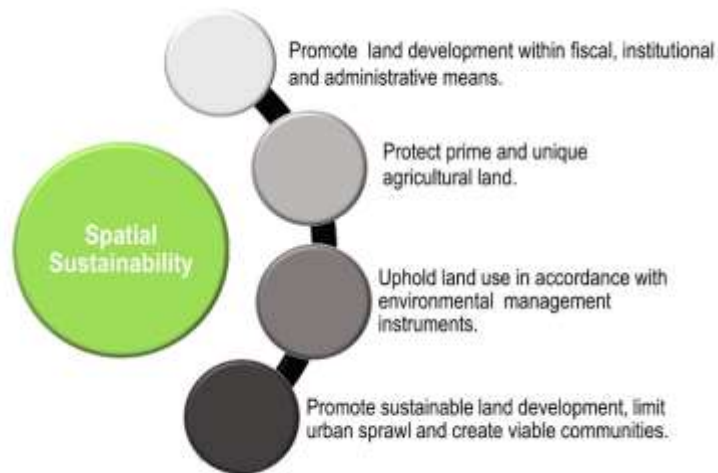 Promote land development within fiscal, institutional
and administrative means.
Protect prime and unique
agricultural land.
Spatial
Sustainability
Uphold land use in accordance with
environmental management
instruments.
Promote sustainable land development, limit
urban sprawl and create viable communities.